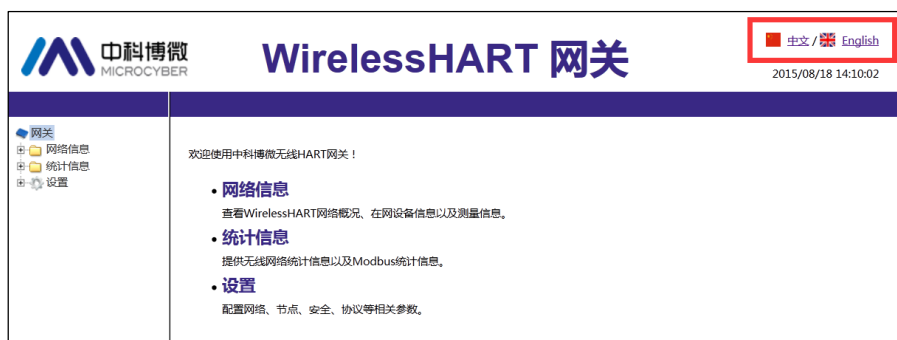 中科博微
MICROCYBER
WirelessHART 网关
中文 / English
2015/08/18 14:10:02
网关
网络信息
统计信息
设置
欢迎使用中科博微无线HART网关！
• 网络信息
查看WirelessHART网络概况、在网设备信息以及测量信息。
• 统计信息
提供无线网络统计信息以及Modbus统计信息。
• 设置
配置网络、节点、安全、协议等相关参数。